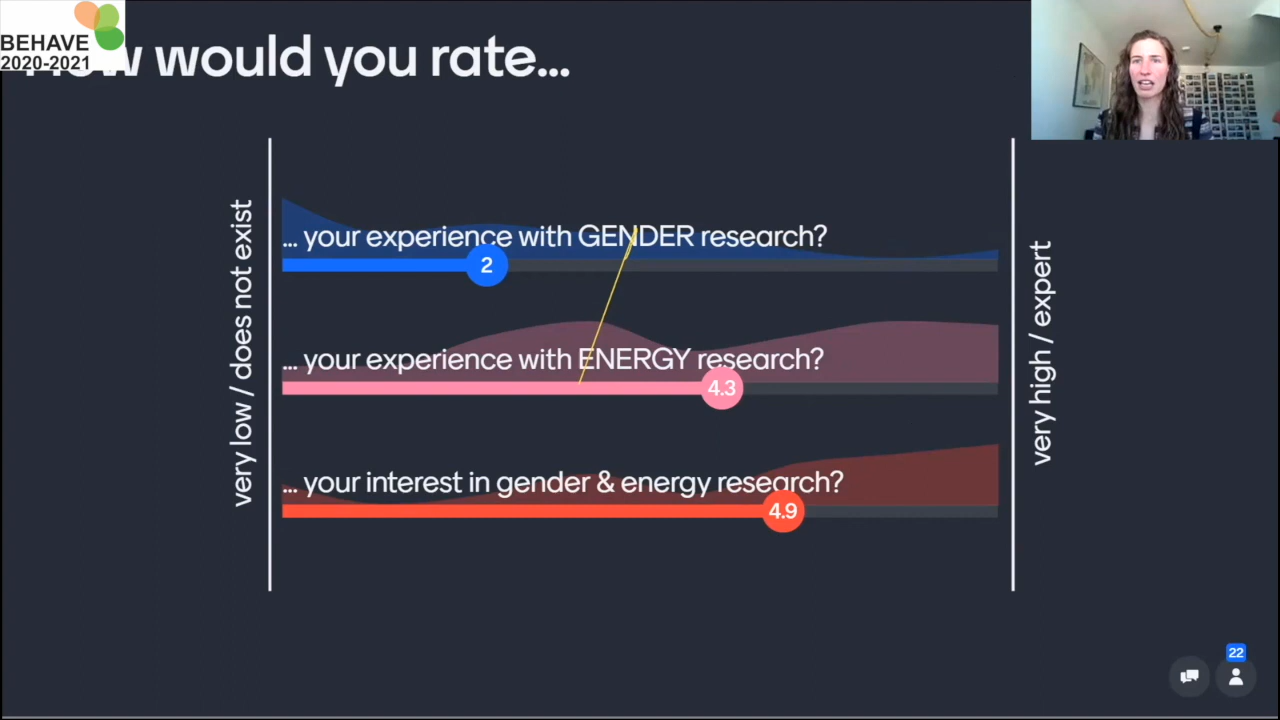 BEHAVE
2020-2021
How would you rate...
very low / does not exist
... your experience with GENDER research?
2
... your experience with ENERGY research?
4.3
... your interest in gender & energy research?
4.9
very high / expert
22